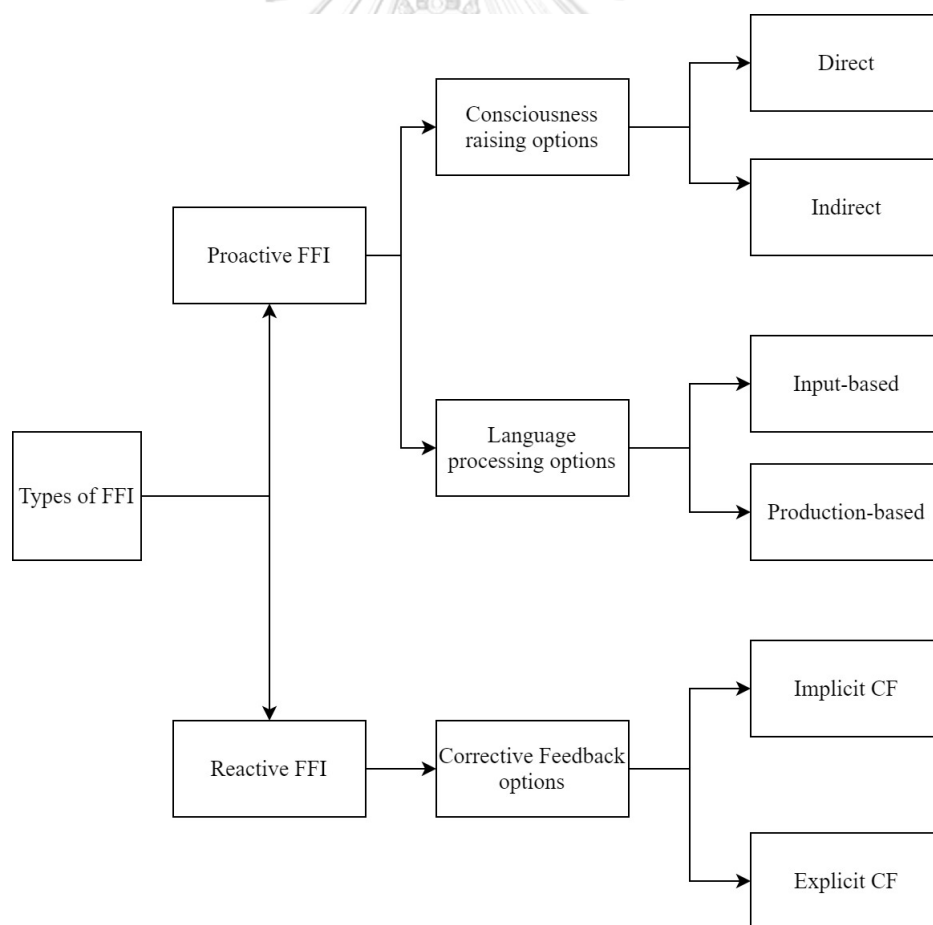 Direct
Consciousness
raising options
Indirect
Proactive FFI
Input-based
Language
processing options
Types of FFI
Production-based
Implicit CF
Reactive FFI
Corrective Feedback
options
Explicit CF